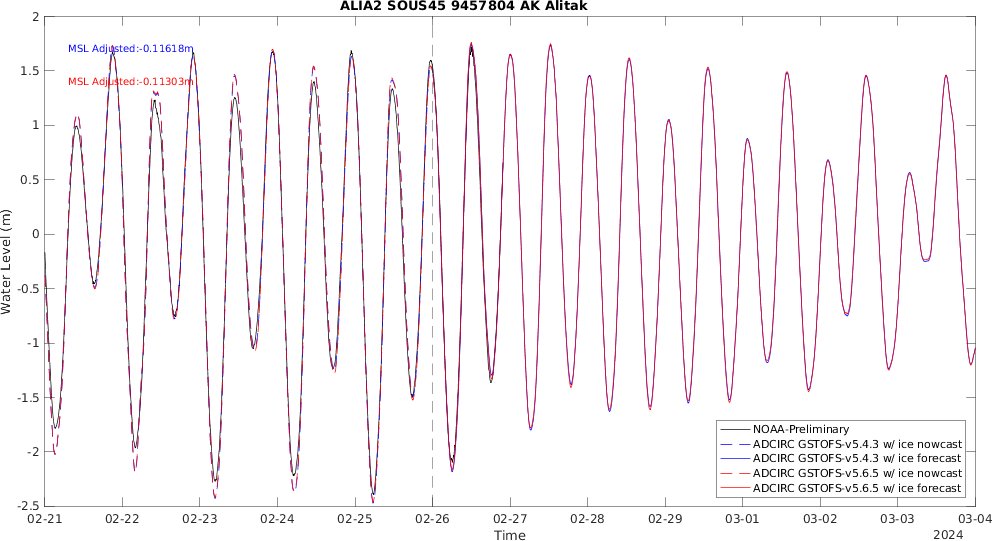 ALIA2 SOUS45 9457804 AK Alitak
MSL Adjusted:-0.11618m
MSL Adjusted:-0.11303m
Water Level (m)
2
1.5
1
0.5
0
-0.5
-1
-1.5
-2
-2.5
NOAA-Preliminary
ADCIRC GSTOFS-v5.4.3 w/ ice nowcast
ADCIRC GSTOFS-v5.4.3 w/ ice forecast
ADCIRC GSTOFS-v5.6.5 w/ ice nowcast
ADCIRC GSTOFS-v5.6.5 w/ ice forecast
02-21 02-22 02-23 02-24 02-25 02-26 02-27 02-28 02-29 03-01 03-02 03-03 03-04
Time
2024